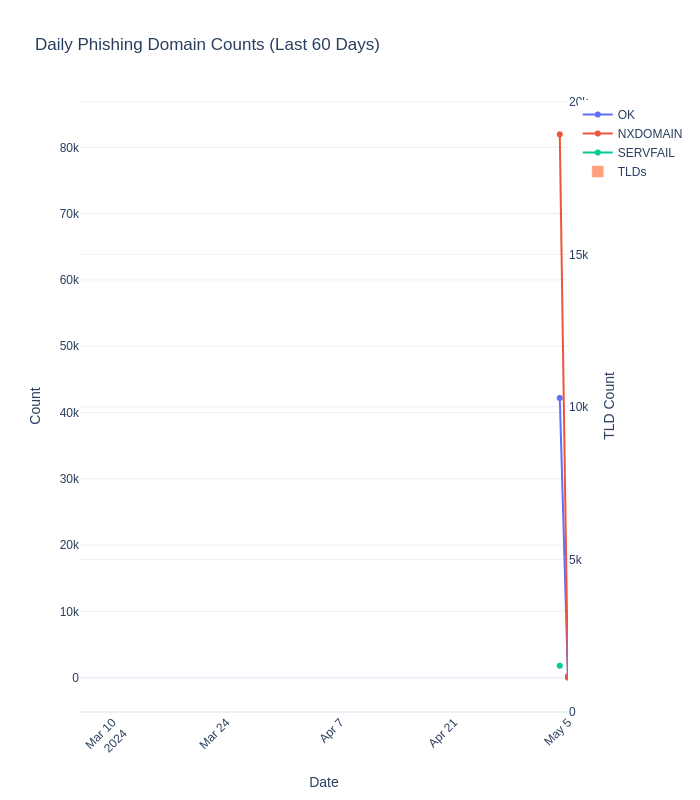 Daily Phishing Domain Counts (Last 60 Days)
OK
NXDOMAIN
SERVFAIL
TLDs
80k
70k
60k
50k
40k
30k
20k
10k
0
Count
20k
15k
10k
5k
0
TLD Count
Mar 10
2024
Mar 24
Apr 7
Apr 21
May 5
Date